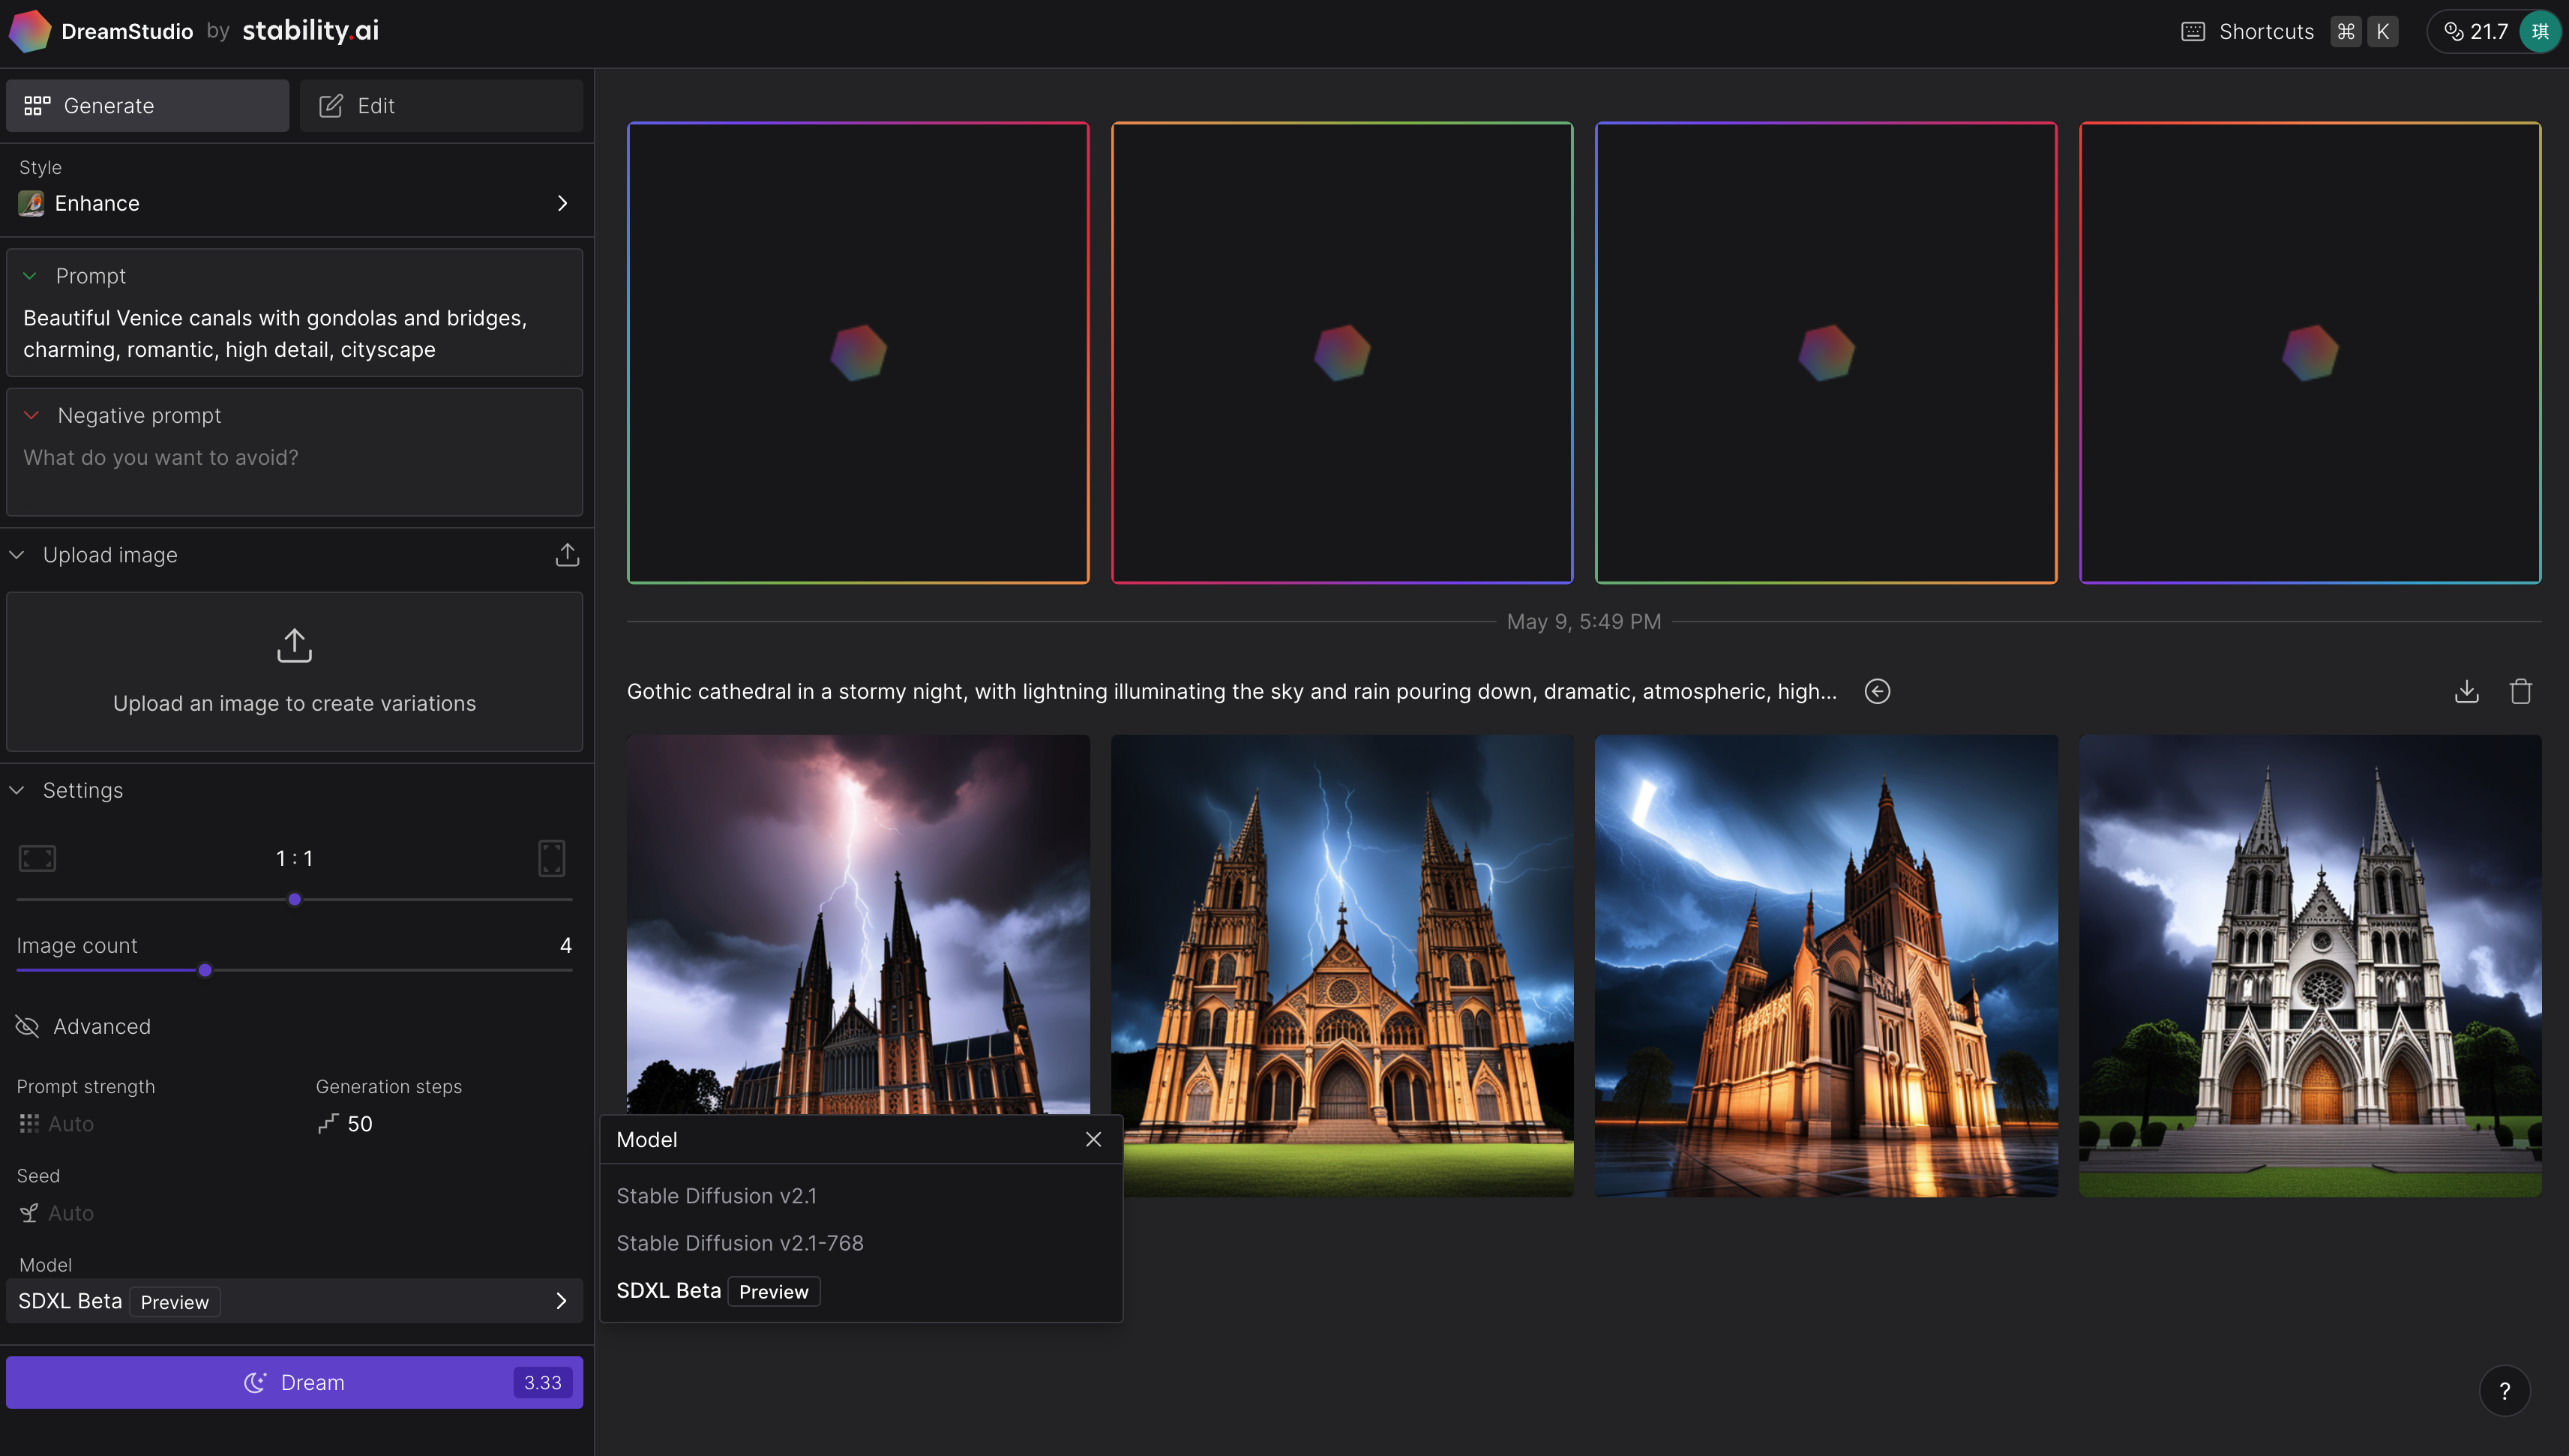 DreamStudio by stability.ai
Shortcuts ⌘ K
21.7 琪
Generate
Edit
Style
Enhance
Prompt
Beautiful Venice canals with gondolas and bridges,
charming, romantic, high detail, cityscape
Negative prompt
What do you want to avoid?
Upload image
Upload an image to create variations
Settings
1 : 1
Image count 4
Advanced
Prompt strength
Auto
Generation steps
50
Seed
Auto
Model
SDXL Beta Preview
Dream 3.33
May 9, 5:49 PM
Gothic cathedral in a stormy night, with lightning illuminating the sky and rain pouring down, dramatic, atmospheric, high...
Model
Stable Diffusion v2.1
Stable Diffusion v2.1-768
SDXL Beta Preview
?